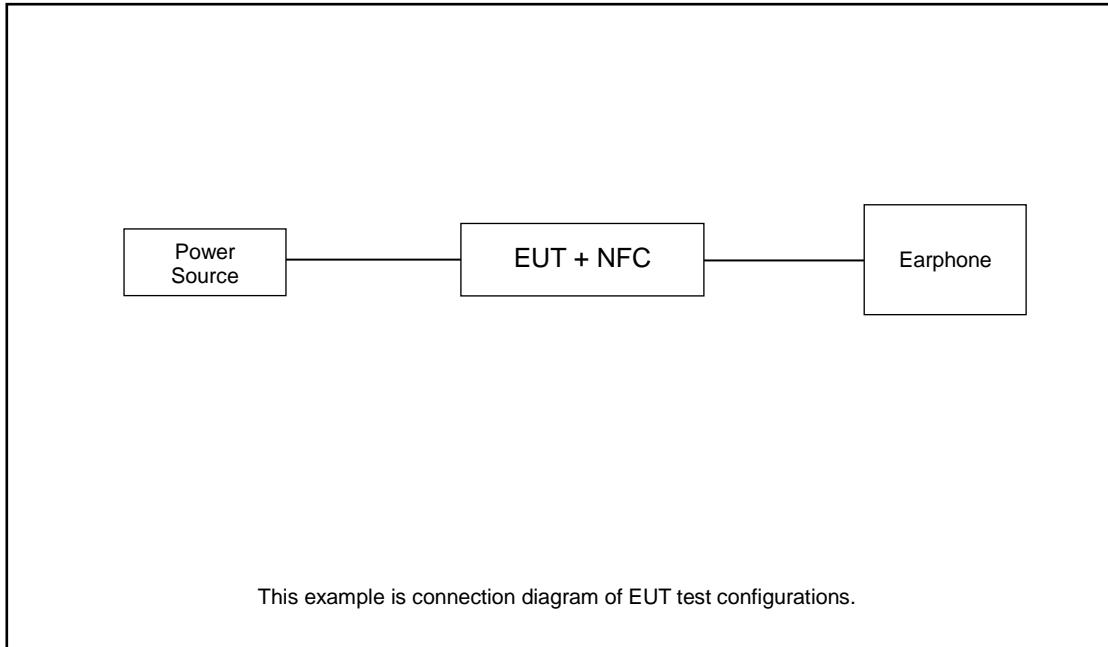 Power
Source
EUT + NFC
Earphone
This example is connection diagram of EUT test configurations.